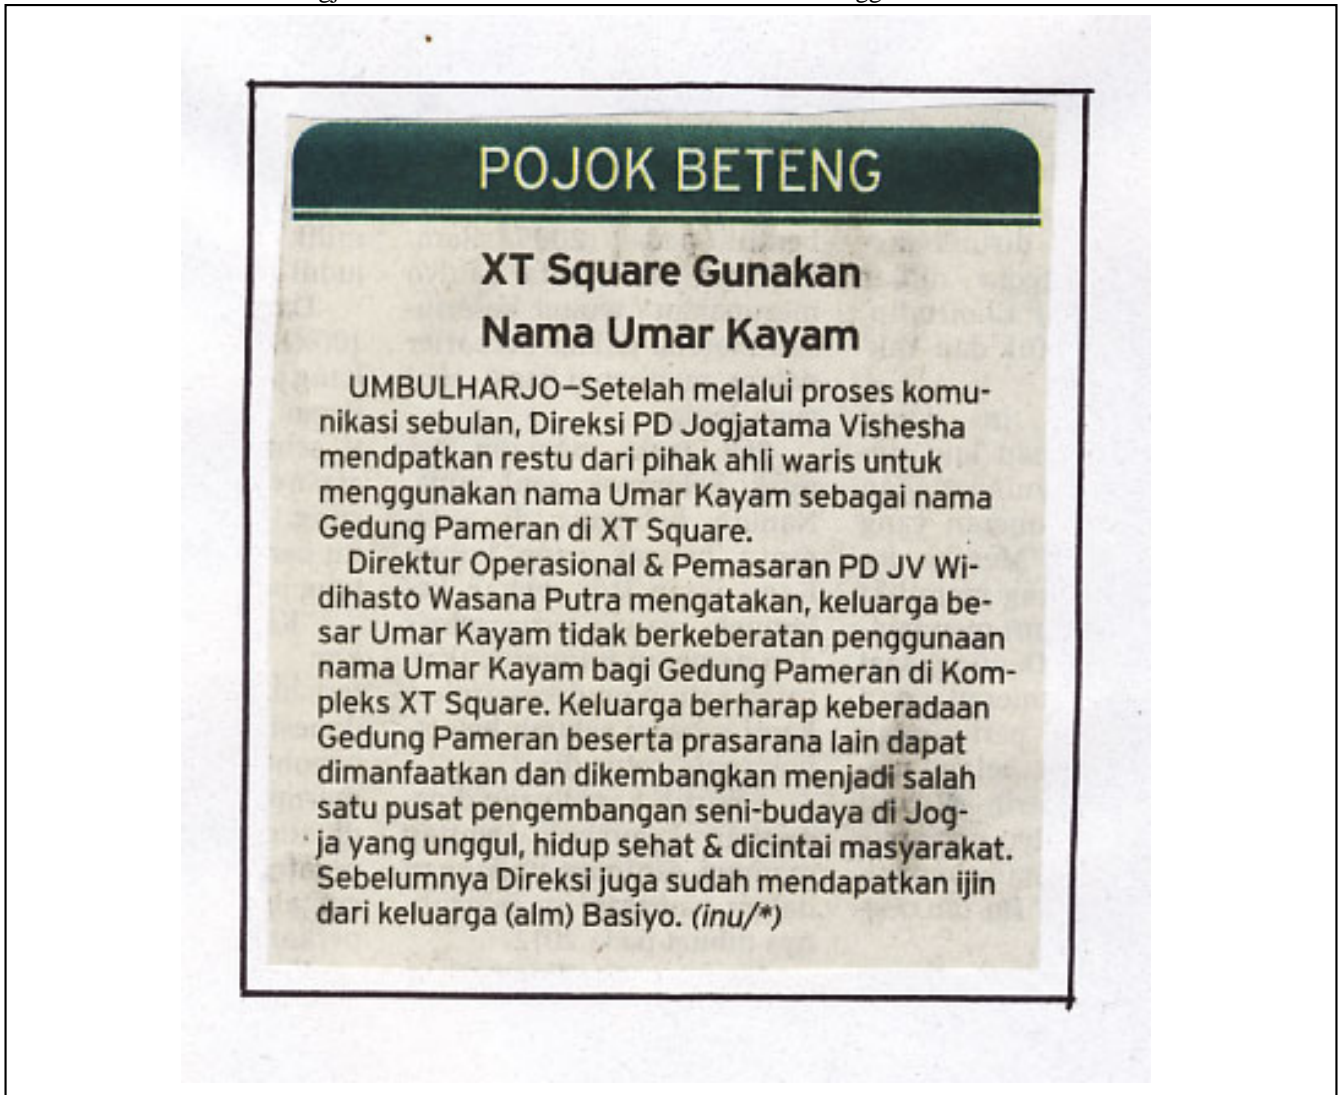 POJOK BETENG
XT Square Gunakan
Nama Umar Kayam
UMBULHARJO–Setelah melalui proses komu-
nikasi sebulan, Direksi PD Jogjatama Vishesha
mendpatkan restu dari pihak ahli waris untuk
menggunakan nama Umar Kayam sebagai nama
Gedung Pameran di XT Square.
Direktur Operasional & Pemasaran PD JV Wi-
dihasto Wasana Putra mengatakan, keluarga be-
sar Umar Kayam tidak berkeberatan penggunaan
nama Umar Kayam bagi Gedung Pameran di Kom-
pleks XT Square. Keluarga berharap keberadaan
Gedung Pameran beserta prasarana lain dapat
dimanfaatkan dan dikembangkan menjadi salah
satu pusat pengembangan seni-budaya di Jog-
ja yang unggul, hidup sehat & dicintai masyarakat.
Sebelumnya Direksi juga sudah mendapatkan ijin
dari keluarga (alm) Basiyo. (inu/*)